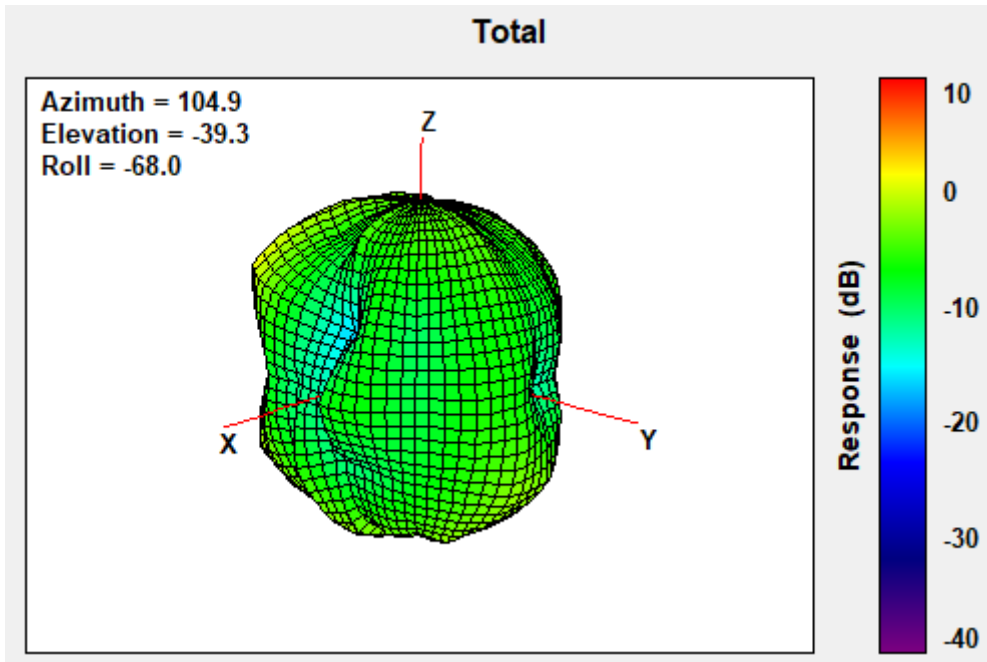 Total
Azimuth = 104.9
Elevation = -39.3
Roll = -68.0
Z
X
Y
10
0
-10
-20
-30
-40
Response (dB)